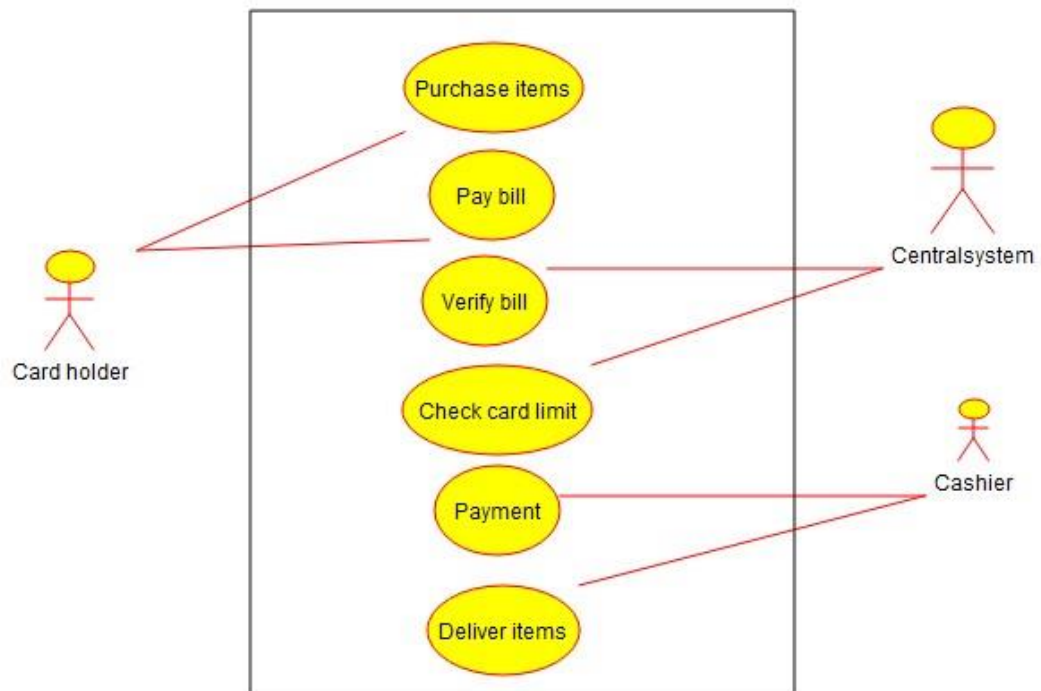 Purchase items
Pay bill
Centralsystem
Verify bill
Card holder
Check card limit
Cashier
Payment
Deliver items